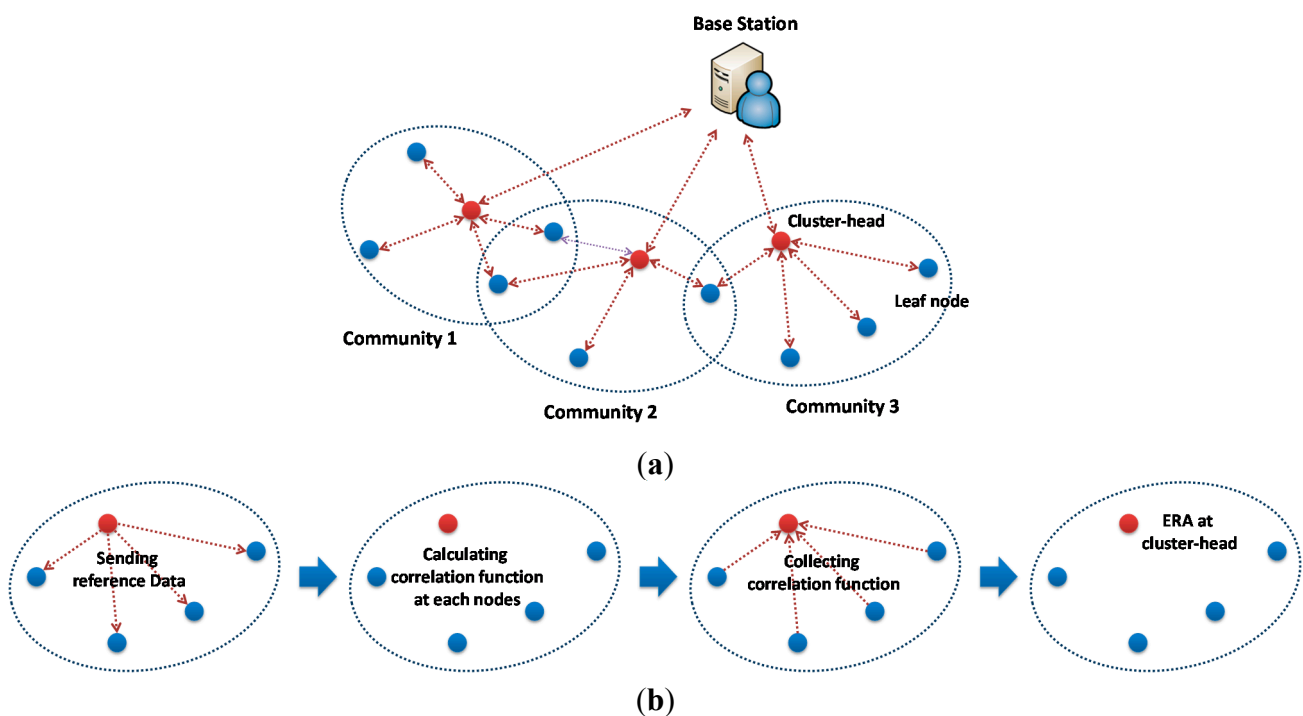 Base Station
Cluster-head
Leaf node
Community 1
Community 2
Community 3
(a)
Sending
reference Data
Calculating
correlation function
at each nodes
Collecting
correlation function
ERA at
cluster-head
(b)